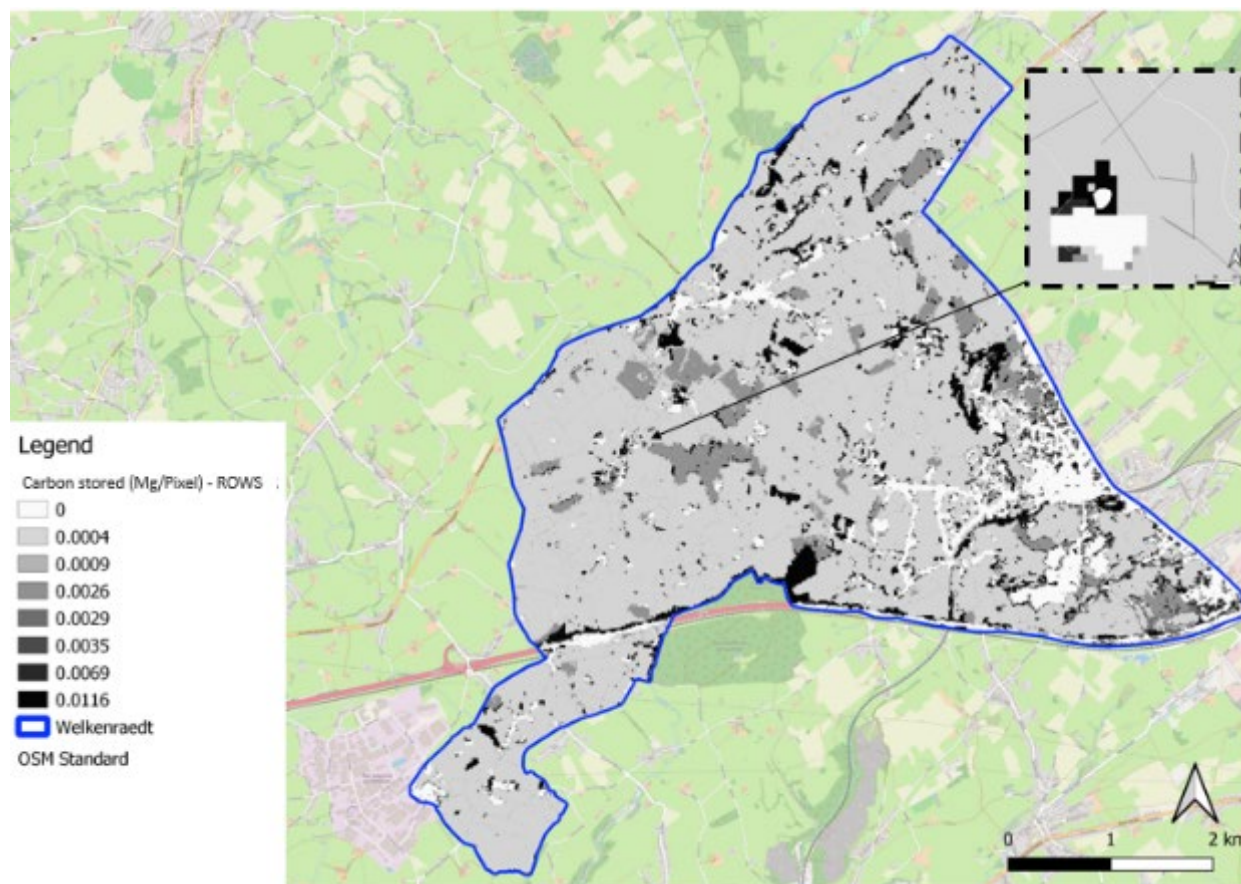 Legend
Carbon stored (Mg/Pixel) - ROWS
0
0.0004
0.0009
0.0026
0.0029
0.0035
0.0069
0.0116
Welkenraedt
OSM Standard
0 1 2 km